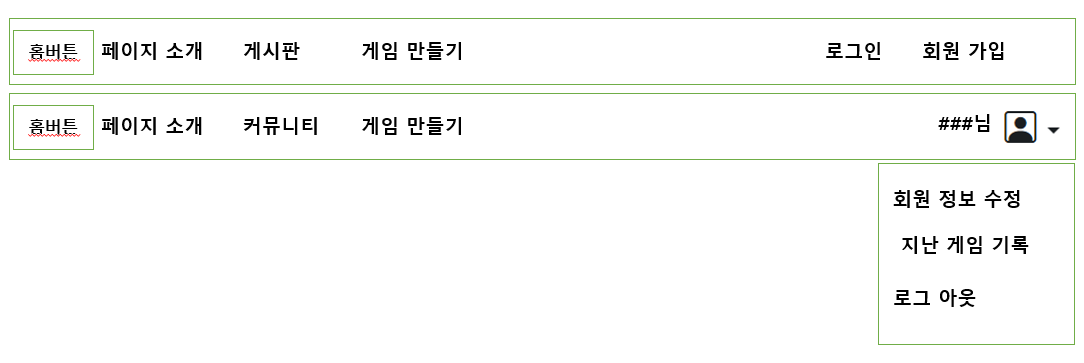 홈버튼 페이지 소개 게시판 게임 만들기 로그인 회원 가입
홈버튼 페이지 소개 커뮤니티 게임 만들기 ###님
회원 정보 수정
지난 게임 기록
로그 아웃